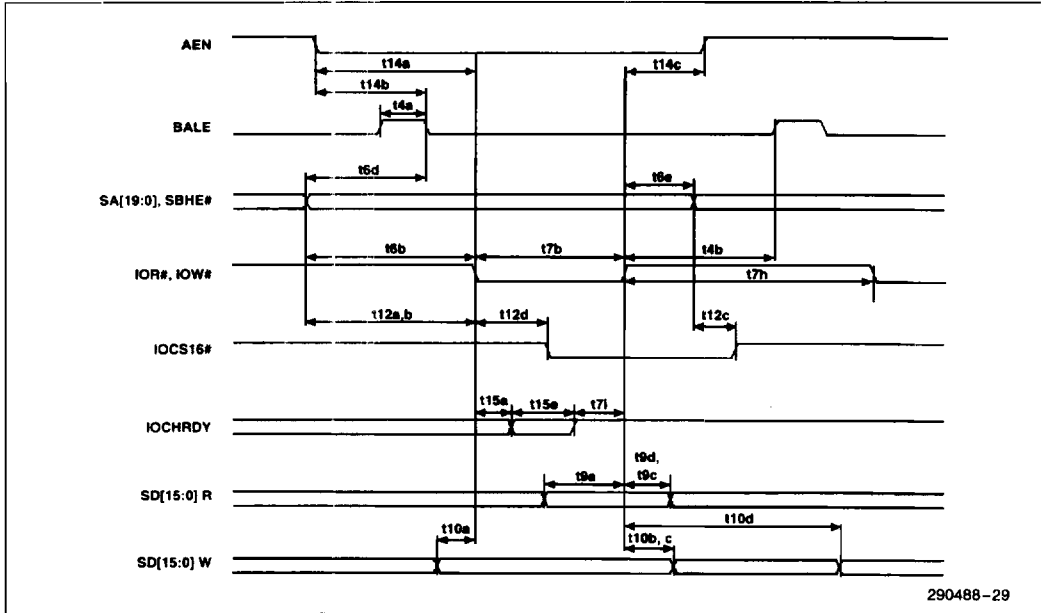 AEN
t14a
t14c
t14b
t4a
BALE
t6d
t6e
SA[19:0], SBHE#
t6b
t7b
t4b
IOR#, IOW#
t7h
t12a,b
t12d
t12c
IOCS16#
t15a
t15e
t7i
IOCHRDY
t9d,
t9a
t9c
SD[15:0] R
t10d
t10a
t10b, c
SD[15:0] W
290488-29